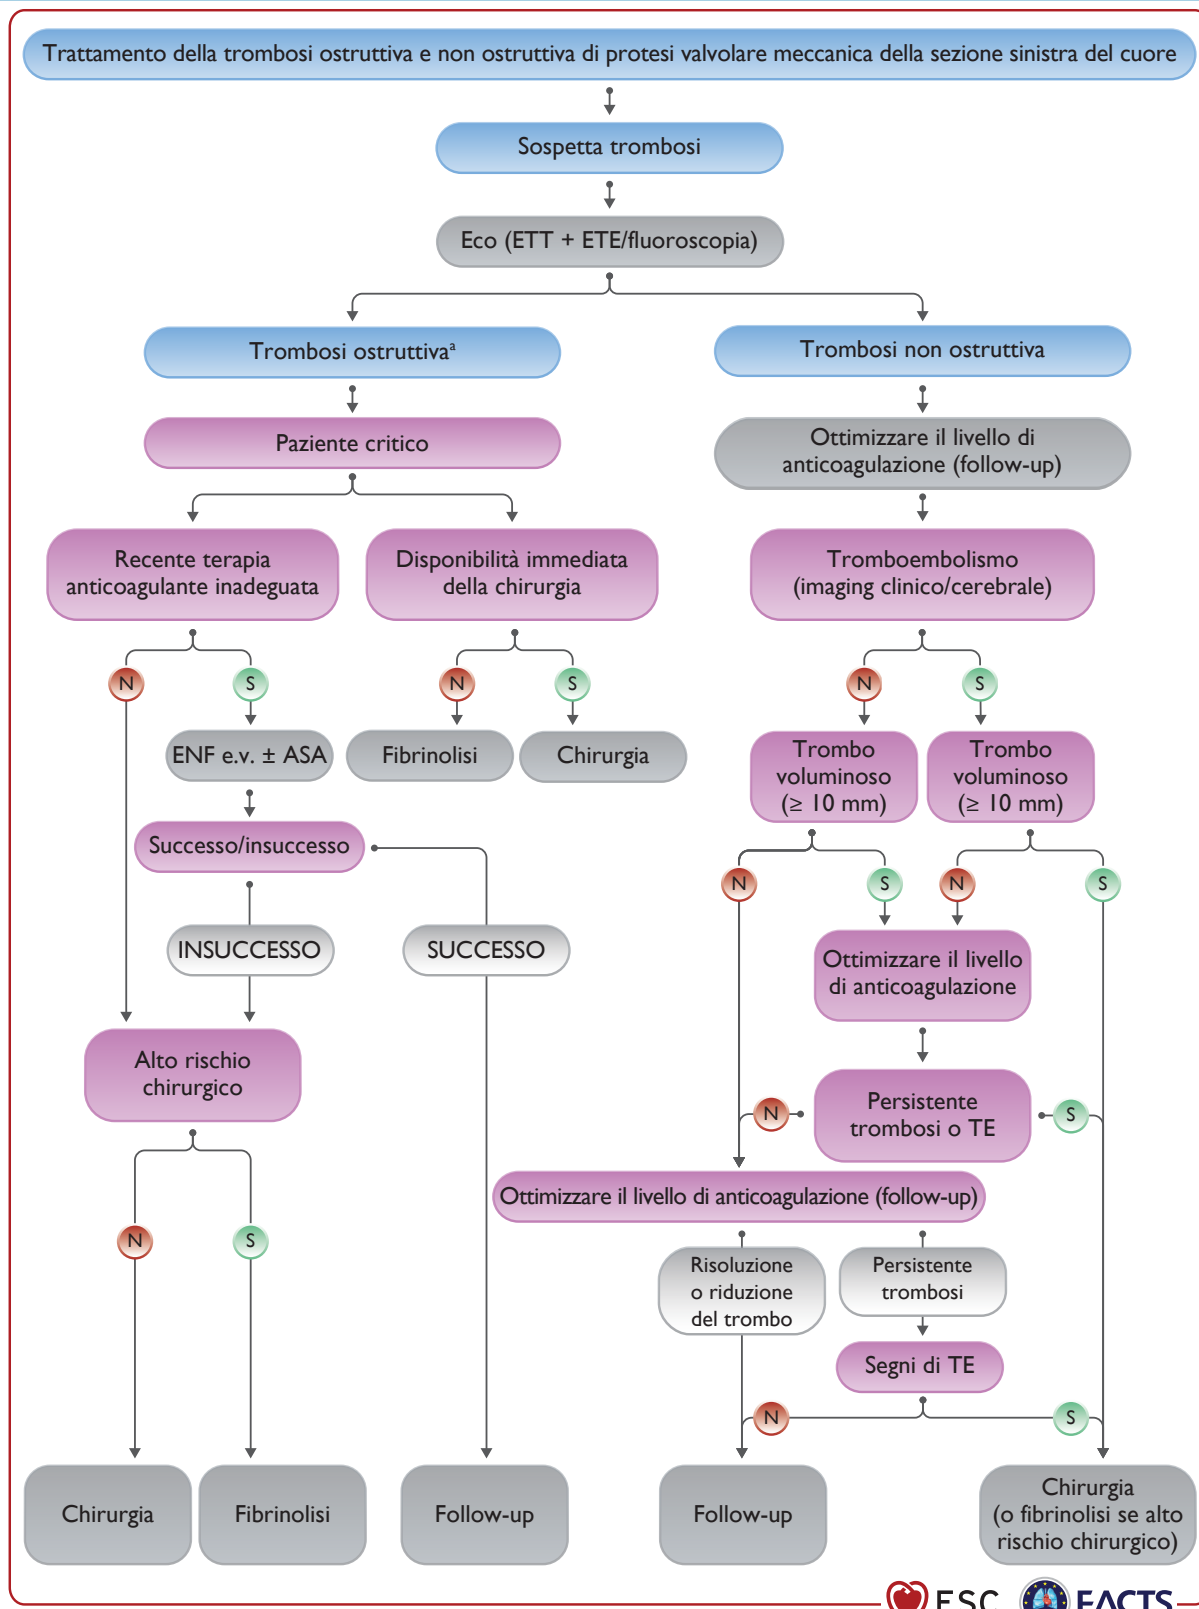 Trattamento della trombosi ostruttiva e non ostruttiva di protesi valvolare meccanica della sezione sinistra del cuore
Sospetta trombosi
Eco (ETT + ETE/fluoroscopia)
Trombosi ostruttivaª
Trombosi non ostruttiva
Paziente critico
Ottimizzare il livello di
anticoagulazione (follow-up)
Recente terapia
anticoagulante inadeguata
Disponibilità immediata
della chirurgia
Tromboembolismo
(imaging clinico/cerebrale)
N
S
N
S
N
S
ENF e.v. ± ASA
Fibrinolisi
Chirurgia
Trombo
voluminoso
(≥ 10 mm)
Trombo
voluminoso
(≥ 10 mm)
Successo/insuccesso
N
S
N
S
INSUCCESSO
SUCCESSO
Ottimizzare il livello
di anticoagulazione
Alto rischio
chirurgico
N
Persistente
trombosi o TE
S
Ottimizzare il livello di anticoagulazione (follow-up)
N
S
Risoluzione
o riduzione
del trombo
Persistente
trombosi
Segni di TE
N
S
Chirurgia
Fibrinolisi
Follow-up
Follow-up
Chirurgia
(o fibrinolisi se alto
rischio chirurgico)
ESC
EACTS